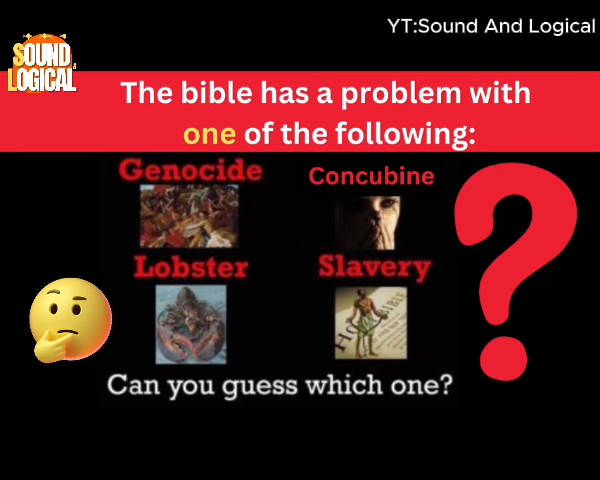 YT:Sound And Logical
SOUND
LOGICAL
The bible has a problem with
one of the following:
Genocide
Concubine
Lobster
Slavery
Can you guess which one?